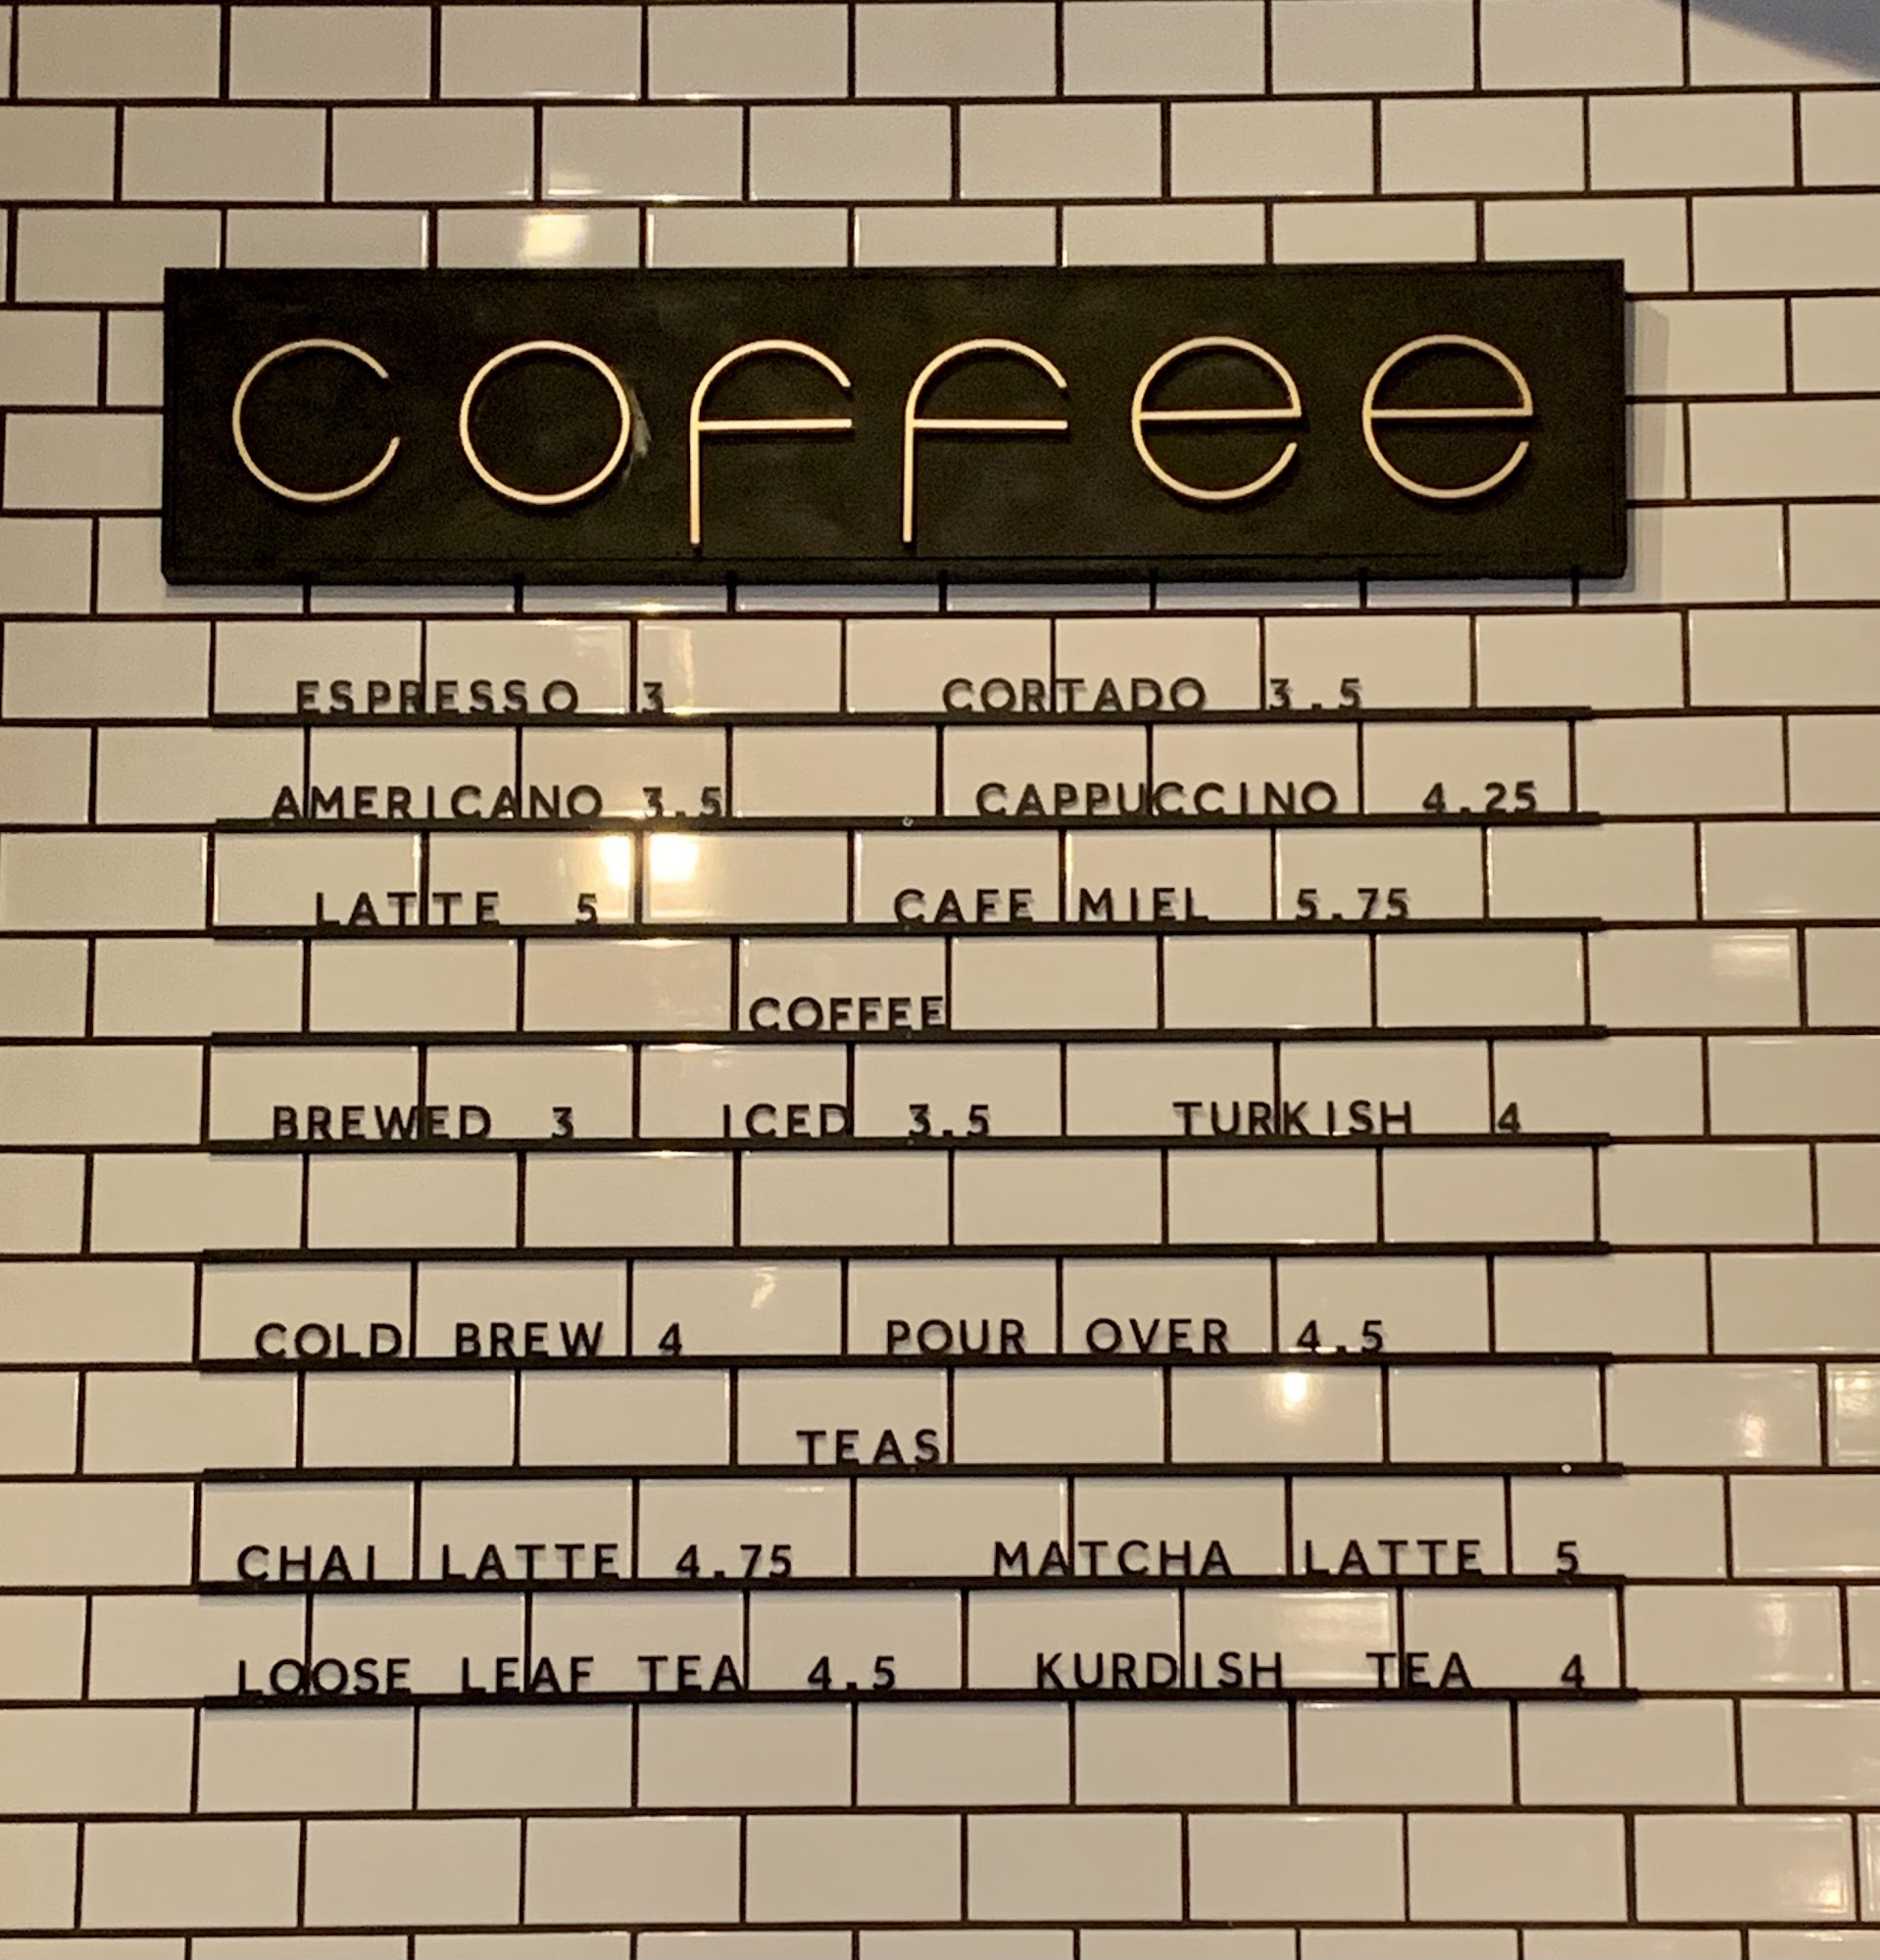 coffee
ESPRESSO 3 CORTADO 3.5
AMERICANO 3.5 CAPPUCCINO 4.25
LATTE 5 CAFE MIEL 5.75
COFFEE
BREWED 3 ICED 3.5 TURKISH 4
COLD BREW 4 POUR OVER 4.5
TEAS
CHAI LATTE 4.75 MATCHA LATTE 5
LOOSE LEAF TEA 4.5 KURDISH TEA 4